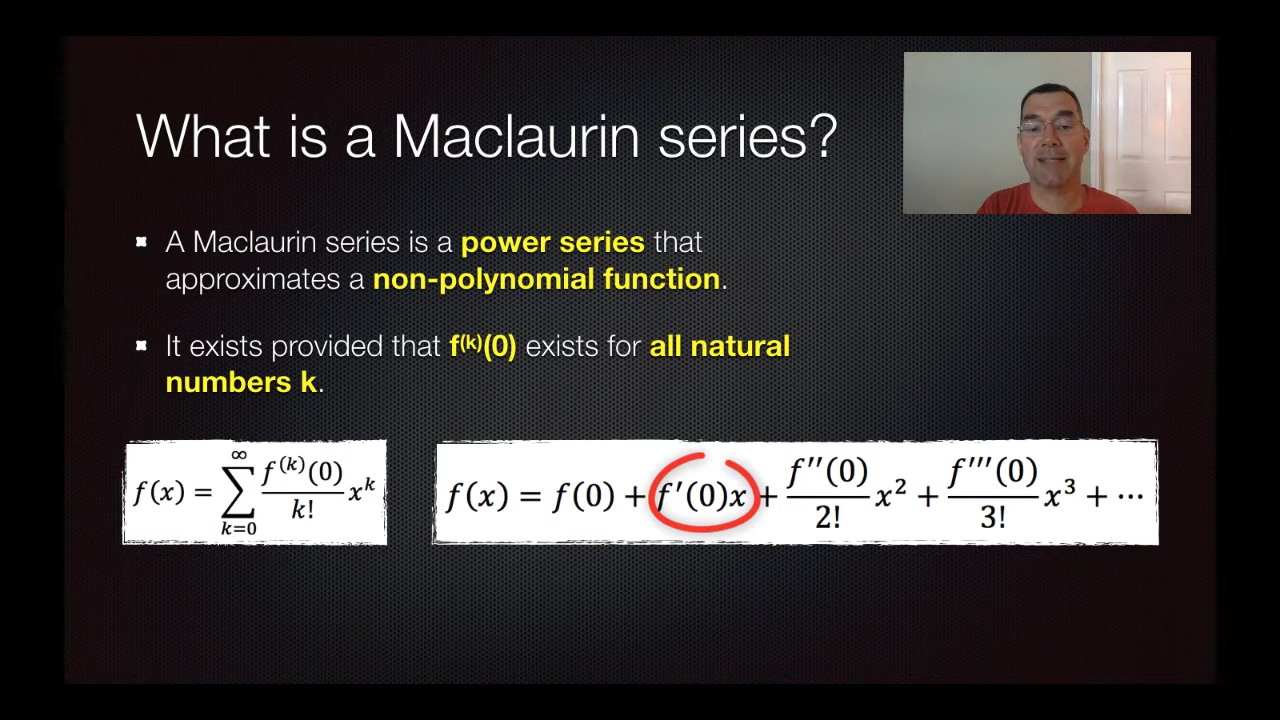 What is a Maclaurin series?
A Maclaurin series is a power series that
approximates a non-polynomial function.
It exists provided that f⁽ᵏ⁾(0) exists for all natural
numbers k.
f(x) = ∑_{k=0}^{∞} f⁽ᵏ⁾(0)/k! xᵏ
f(x) = f(0) + f′(0)x + f″(0)/2! x² + f‴(0)/3! x³ + ⋯